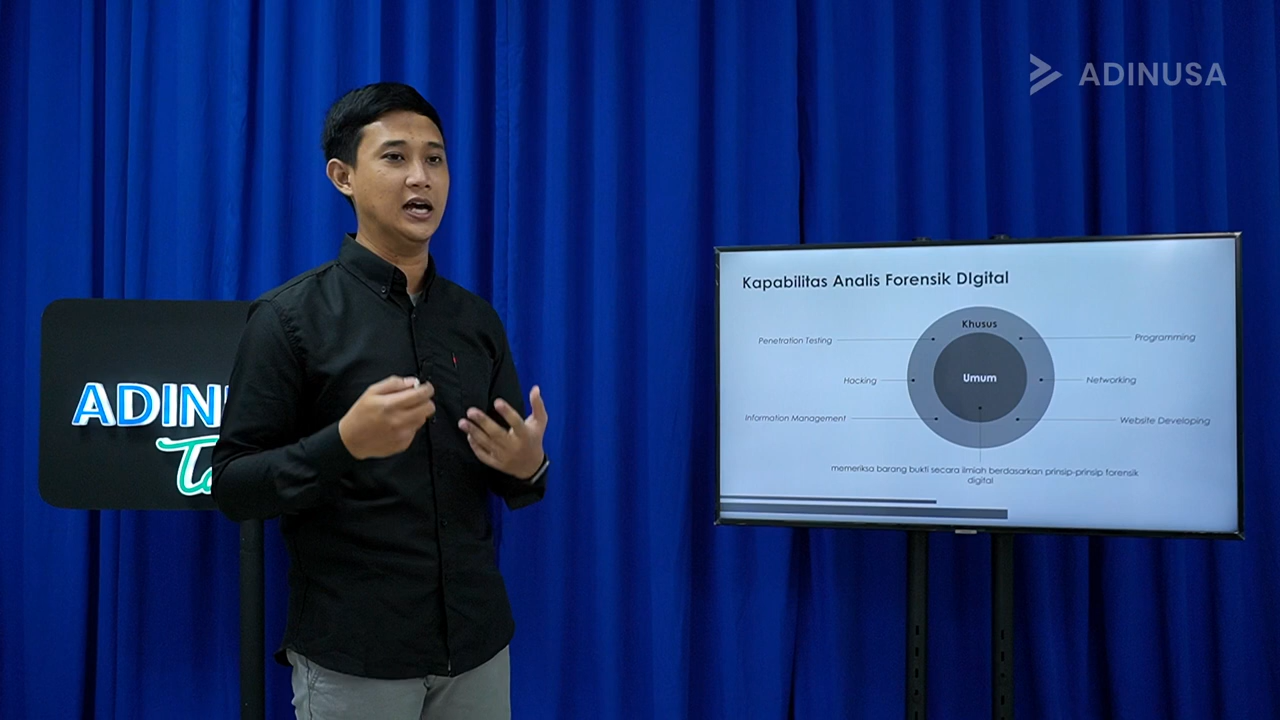 ADINUSA
ADIN
Kapabilitas Analis Forensik DIgital
Khusus
Penetration Testing
Programming
Umum
Hacking
Networking
Information Management
Website Developing
memeriksa barang bukti secara ilmiah berdasarkan prinsip-prinsip forensik
digital